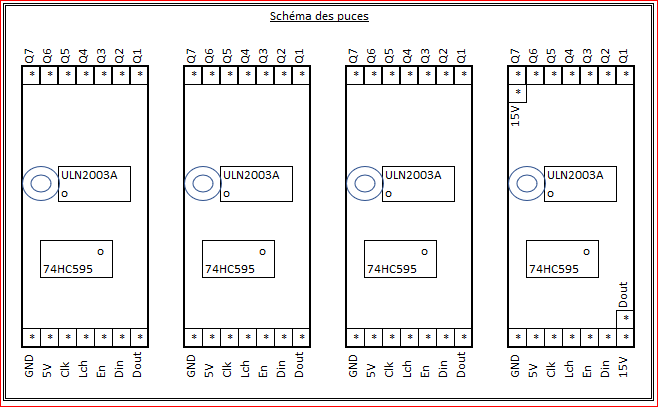 Schéma des puces
Q7 Q6 Q5 Q4 Q3 Q2 Q1 Q7 Q6 Q5 Q4 Q3 Q2 Q1 Q7 Q6 Q5 Q4 Q3 Q2 Q1 Q7 Q6 Q5 Q4 Q3 Q2 Q1
* * * * * * * * * * * * * * * * * * * * * * * * * * * *
*
15V
ULN2003A ULN2003A ULN2003A ULN2003A
o o o o
o o o o
74HC595 74HC595 74HC595 74HC595
Dout
*
* * * * * * * * * * * * * * * * * * * * * * * * * * * *
GND 5V Clk Lch En Din Dout GND 5V Clk Lch En Din Dout GND 5V Clk Lch En Din Dout GND 5V Clk Lch En Din 15V